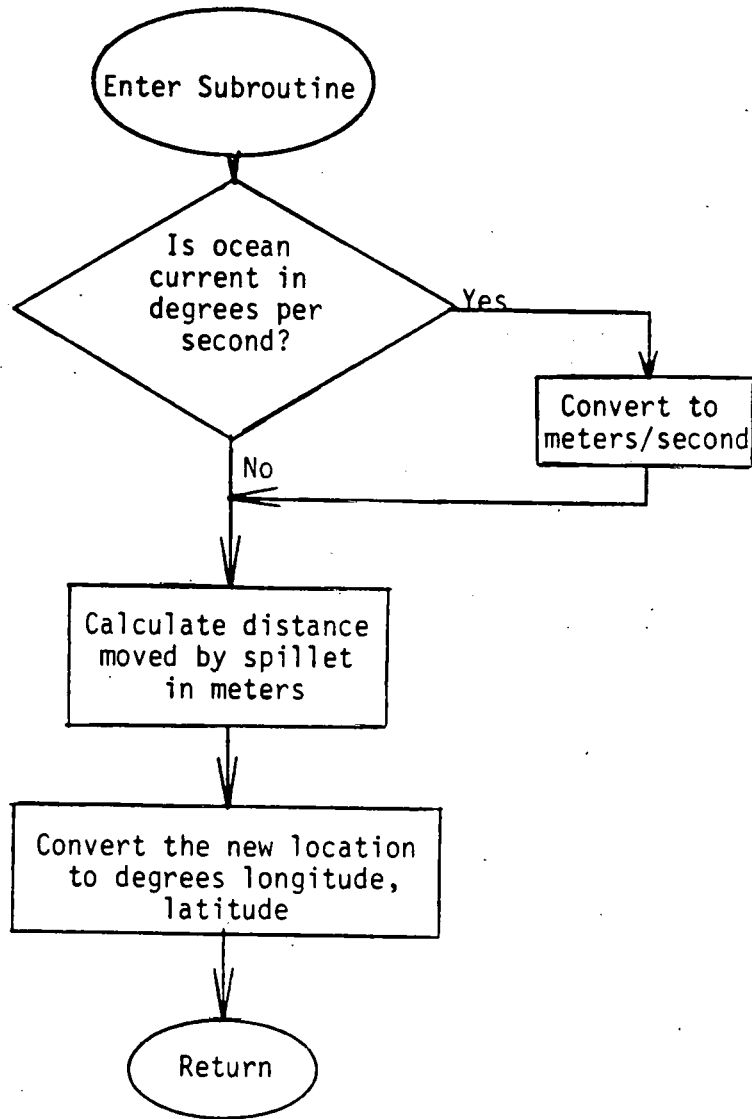 Enter Subroutine
Is ocean
current in
degrees per
second?
Yes
Convert to
meters/second
No
Calculate distance
moved by spillet
in meters
Convert the new location
to degrees longitude,
latitude
Return